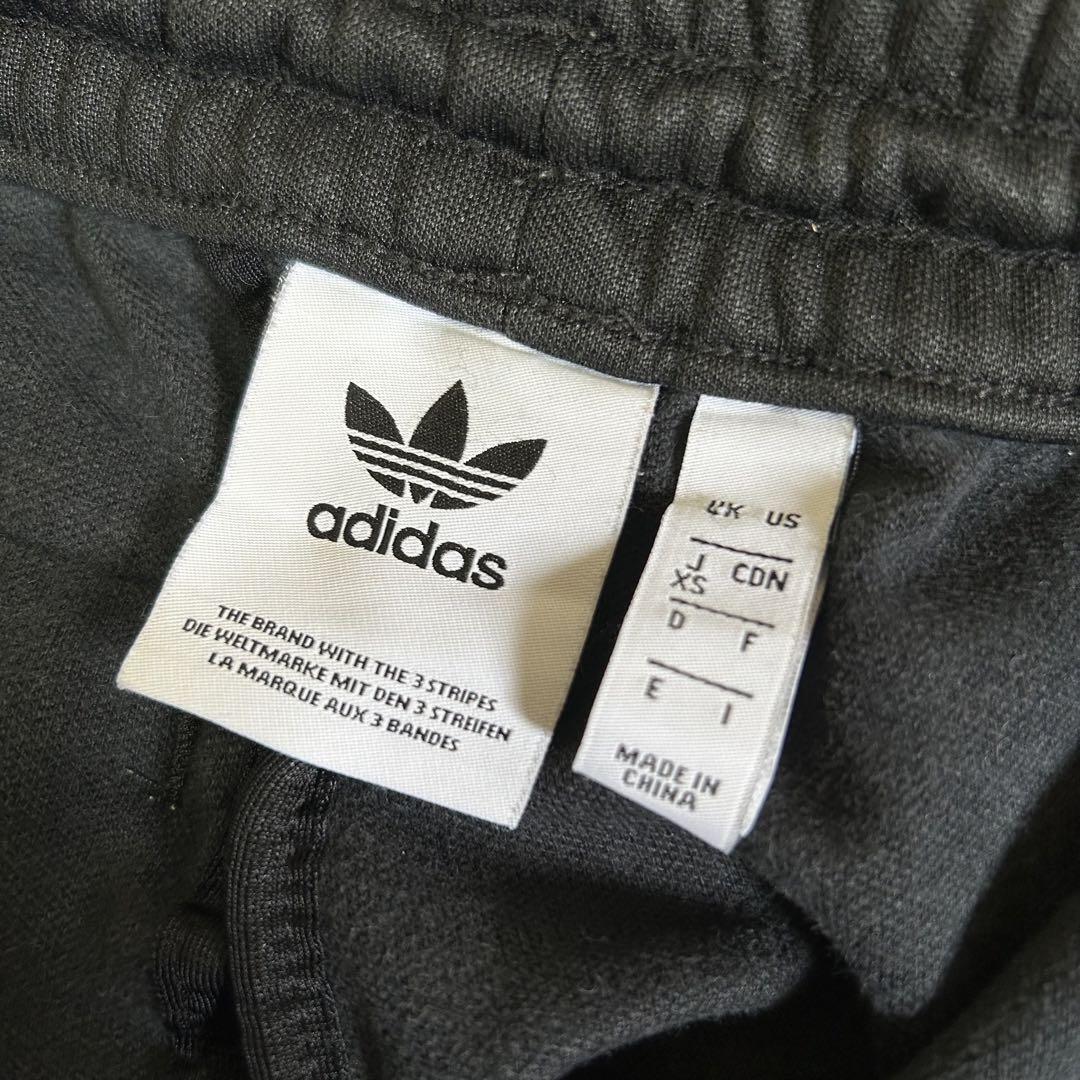 adidas
THE BRAND WITH THE 3 STRIPES
DIE WELTMARKE MIT DEN 3 STREIFEN
LA MARQUE AUX 3 BANDES
UK US
J CDN
XS
D F
E I
MADE IN
CHINA